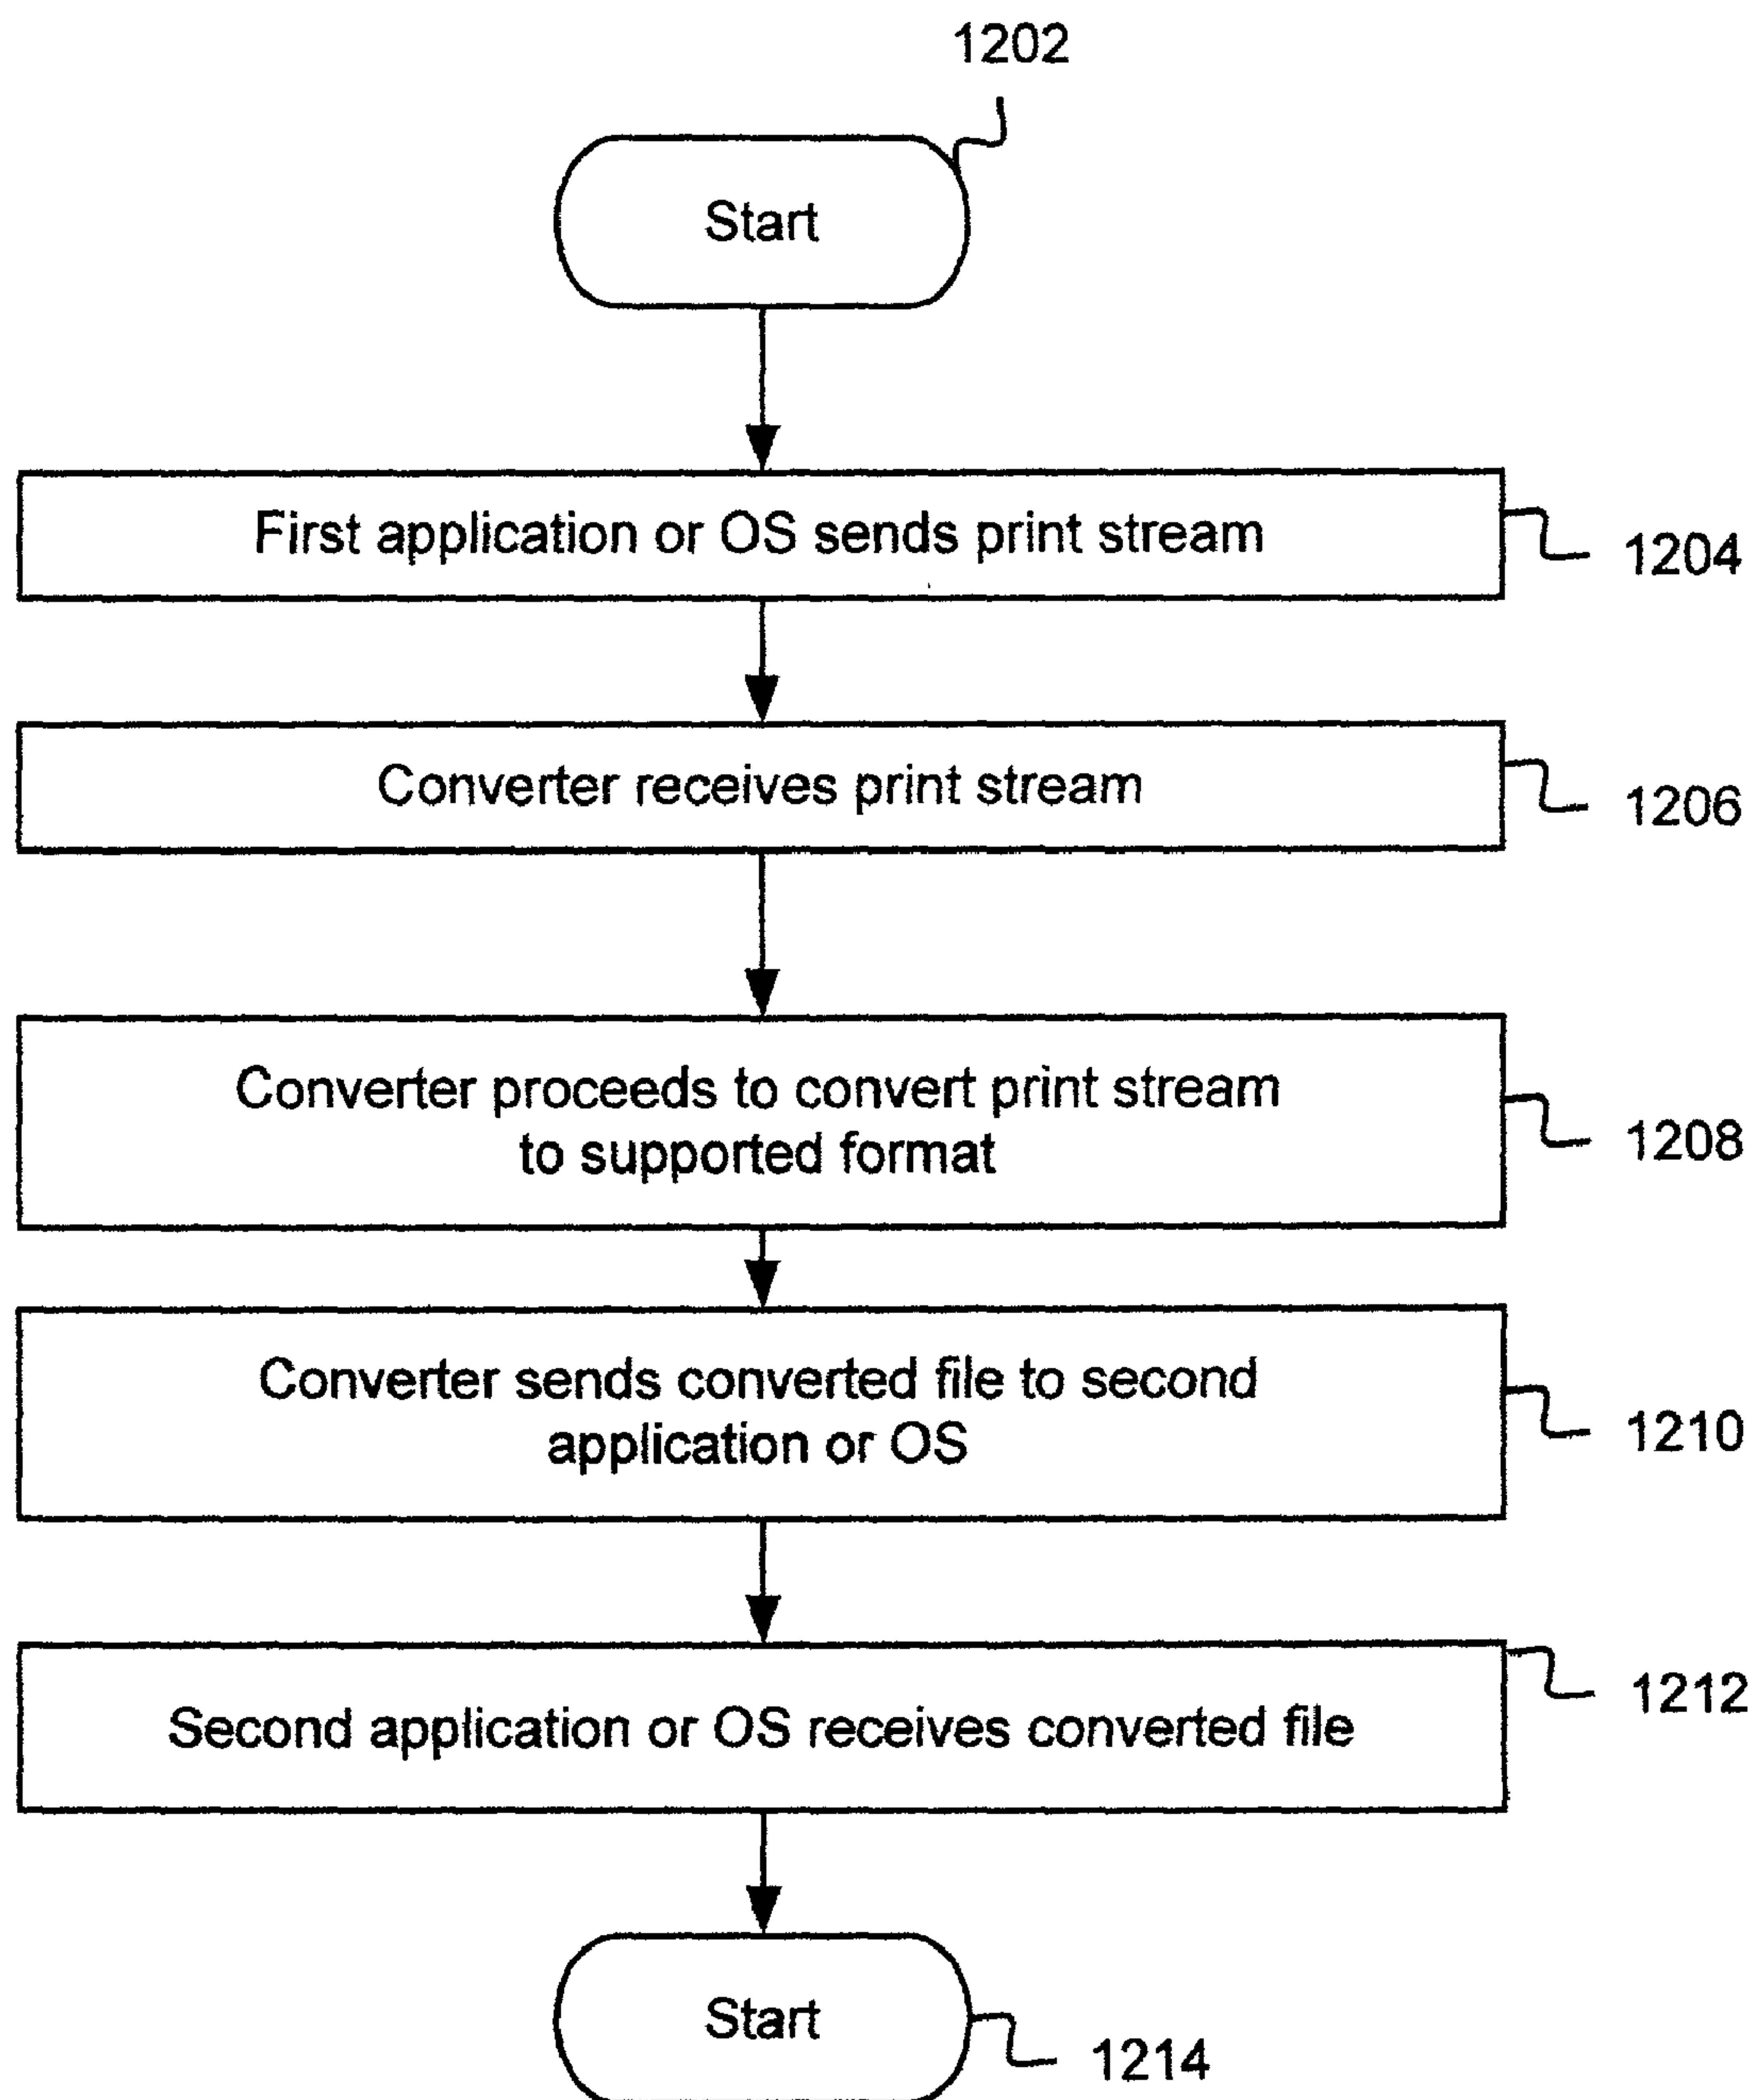 1202
Start
First application or OS sends print stream
1204
Converter receives print stream
1206
Converter proceeds to convert print stream
to supported format
1208
Converter sends converted file to second
application or OS
1210
Second application or OS receives converted file
1212
Start
1214